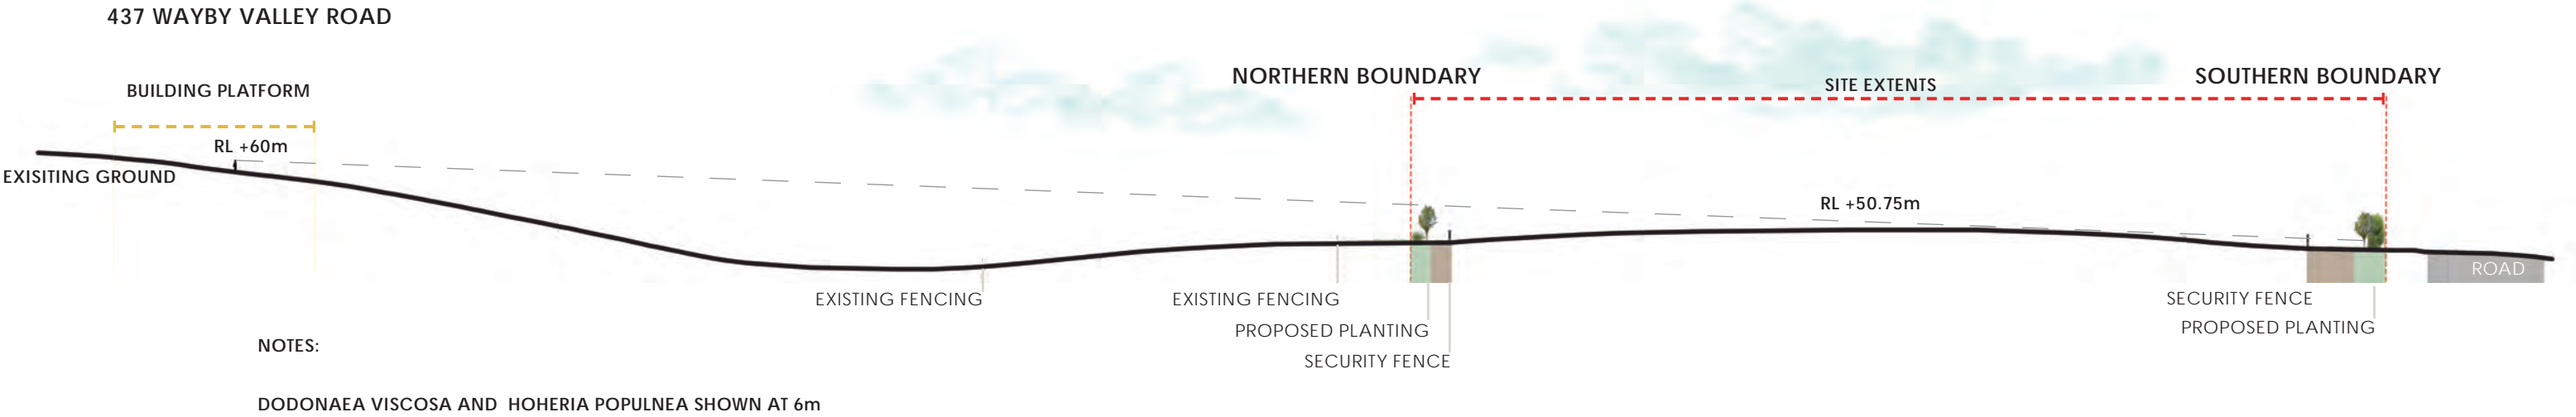 437 WAYBY VALLEY ROAD
NORTHERN BOUNDARY
SOUTHERN BOUNDARY
SITE EXTENTS
BUILDING PLATFORM
RL +60m
EXISITING GROUND
RL +50.75m
ROAD
EXISTING FENCING
EXISTING FENCING
SECURITY FENCE
PROPOSED PLANTING
PROPOSED PLANTING
SECURITY FENCE
NOTES:
DODONAEA VISCOSA AND HOHERIA POPULNEA SHOWN AT 6m